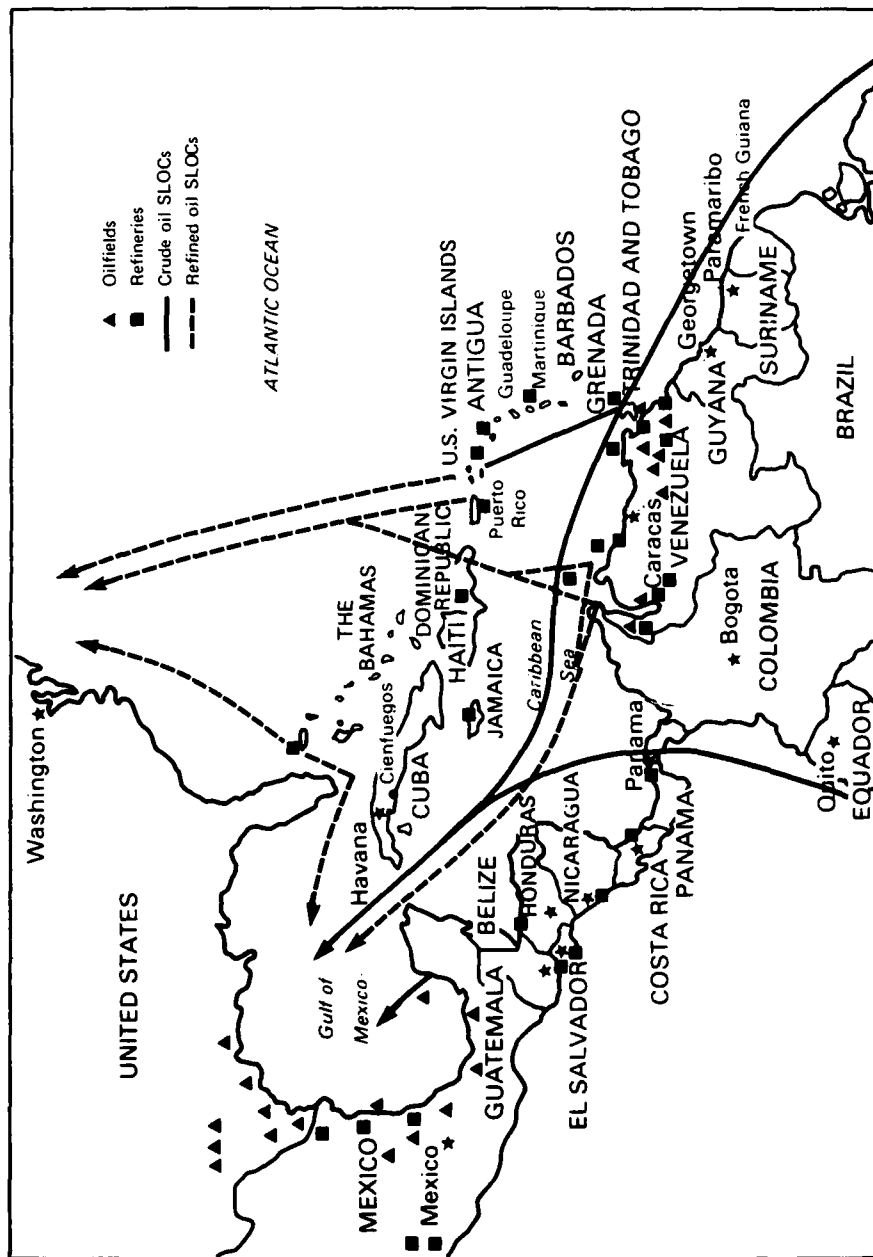 Oilfields
Refineries
Crude oil SLOCs
Refined oil SLOCs
ATLANTIC OCEAN
Washington
UNITED STATES
THE
BAHAMAS
Havana
Cienfuegos
CUBA
DOMINICAN
REPUBLIC
HAITI
JAMAICA
Puerto
Rico
U.S. VIRGIN ISLANDS
ANTIGUA
Guadeloupe
Martinique
BARBADOS
GRENADA
TRINIDAD AND TOBAGO
Gulf of
Mexico
Caribbean
Sea
MEXICO
Mexico
BELIZE
GUATEMALA
HONDURAS
EL SALVADOR
NICARAGUA
COSTA RICA
PANAMA
Panama
Caracas
VENEZUELA
Bogota
COLOMBIA
Quito
EQUADOR
Georgetown
GUYANA
Paramaribo
SURINAME
French Guiana
BRAZIL